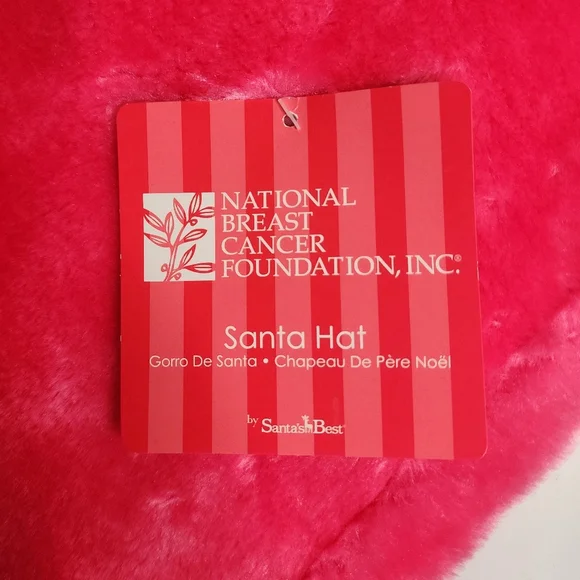 NATIONAL
BREAST
CANCER
FOUNDATION, INC.®
Santa Hat
Gorro De Santa • Chapeau De Père Noël
by Santa's Best